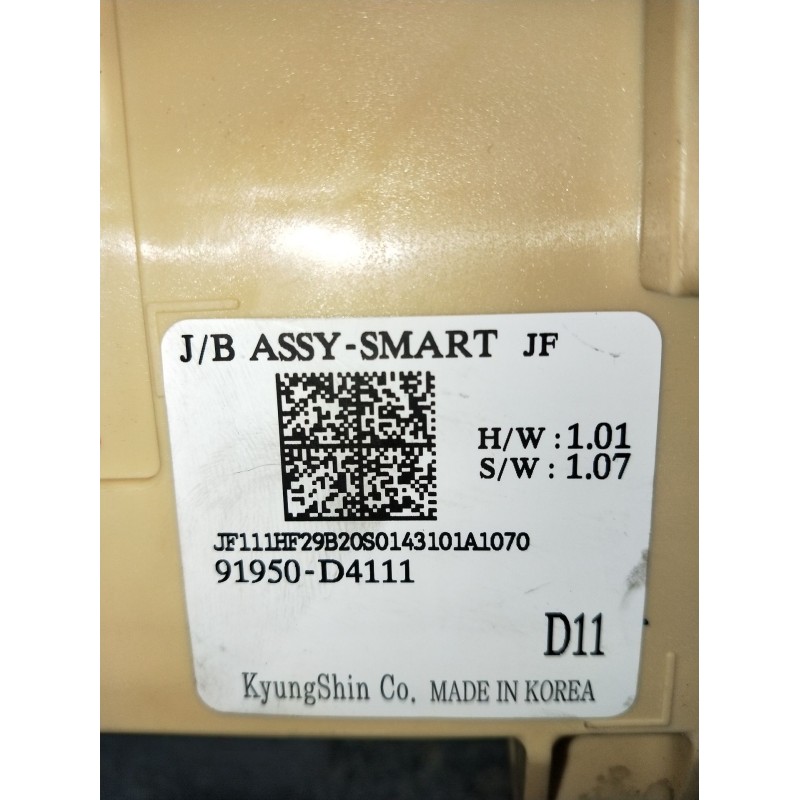 J/B ASSY-SMART JF
H/W : 1.01
S/W : 1.07
JF111HF29B20S0143101A1070
91950-D4111
D11
KyungShin Co. MADE IN KOREA